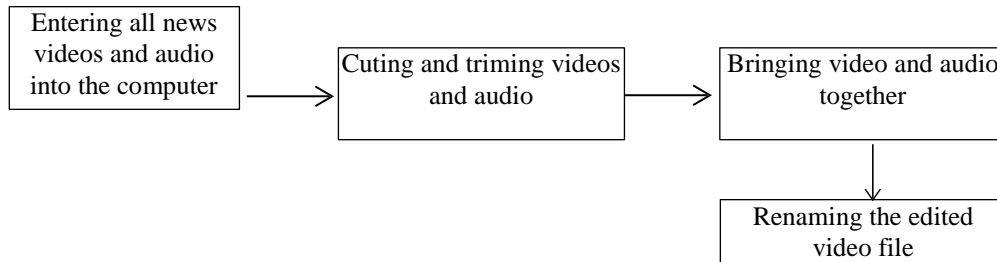 Entering all news
videos and audio
into the computer
Cuting and triming videos
and audio
Bringing video and audio
together
Renaming the edited
video file